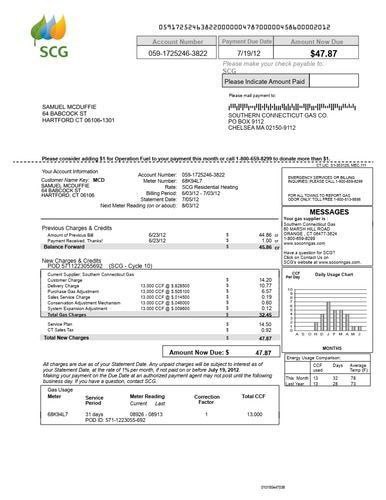 SCG
059172524638220000004787000004586000002012
Account Number Payment Due Date Amount Now Due
059-1725246-3822 7/19/12 $47.87
Please make your check payable to:
SCG
Please Indicate Amount Paid
Please mail payment to:
SAMUEL MCDUFFIE
64 BABCOCK ST
HARTFORD CT 06106-1301
SOUTHERN CONNECTICUT GAS CO
PO BOX 9112
CHELSEA MA 02150-9112
Please consider adding $1 for Operation Fuel to your payment this month or call 1-800-659-8299 to donate more than $1.
Your Account Information
Customer Name Key: MCD
SAMUEL MCDUFFIE
64 BABCOCK ST
HARTFORD CT 06106
Account Number: 059-1725246-3822
Meter Number: 68K94L7
Rate: SCG Residential Heating
Billing Period: 6/03/12 - 7/03/12
Statement Date: 7/05/12
Next Meter Reading (on or about): 8/03/12
EMERGENCY SERVICES OR BILLING
INQUIRIES: PLEASE CALL 1-800-659-8299
FOR ALL TOWNS TO REPORT GAS
ODOR ONLY: TOLL FREE 1-800-513-8898
MESSAGES
Your gas supplier is
Southern Connecticut Gas
60 MARSH HILL ROAD
ORANGE , CT 06477-3624
1-800-659-8299
www.soconngas.com
Have a question for SCG?
Click on Contact Us on
SCG's website at www.soconngas.com.
Previous Charges & Credits
Amount of Previous Bill 6/23/12 $ 44.86 cr
Payment Received. Thanks! 6/23/12 1.00 cr
Balance Forward $ 45.86 cr
New Charges & Credits
POD ID: 5711223055692 (SCG - Cycle 10)
Current Supplier: Southern Connecticut Gas
Customer Charge 14.20
Delivery Charge 13.000 CCF @ 10.77
Purchase Gas Adjustment 13.000 CCF @ 6.57
Sales Service Charge 13.000 CCF @ 0.19
Conservation Adjustment Mechanism 13.000 CCF @ 0.60
System Expansion Adjustment 13.000 CCF @ 0.12
Total Gas Charges $ 32.45
Service Plan 14.50
CT Sales Tax 0.92
Total New Charges $ 47.87
Amount Now Due: $ 47.87
CCF
Per Day
Daily Usage Chart
MONTHS
Energy Usage Comparison:
CCF used Days Average Temp (F)
This Month 13 32 78
Last Year 13 28 73
All charges are due as of your Statement Date. Any unpaid charges will be subject to interest as of
your Statement Date, at the rate of 1% per month, if not paid on or before July 19, 2012
Making your payment on the Due Date at an authorized agent may not post until the following
business day. If you have a question, contact SCG.
Gas Usage
Meter Service Period Meter Reading Current Last Correction Factor Total CCF
68K94L7 31 days 08926 - 08913 1 13.000
POD ID: 571-1223055-692